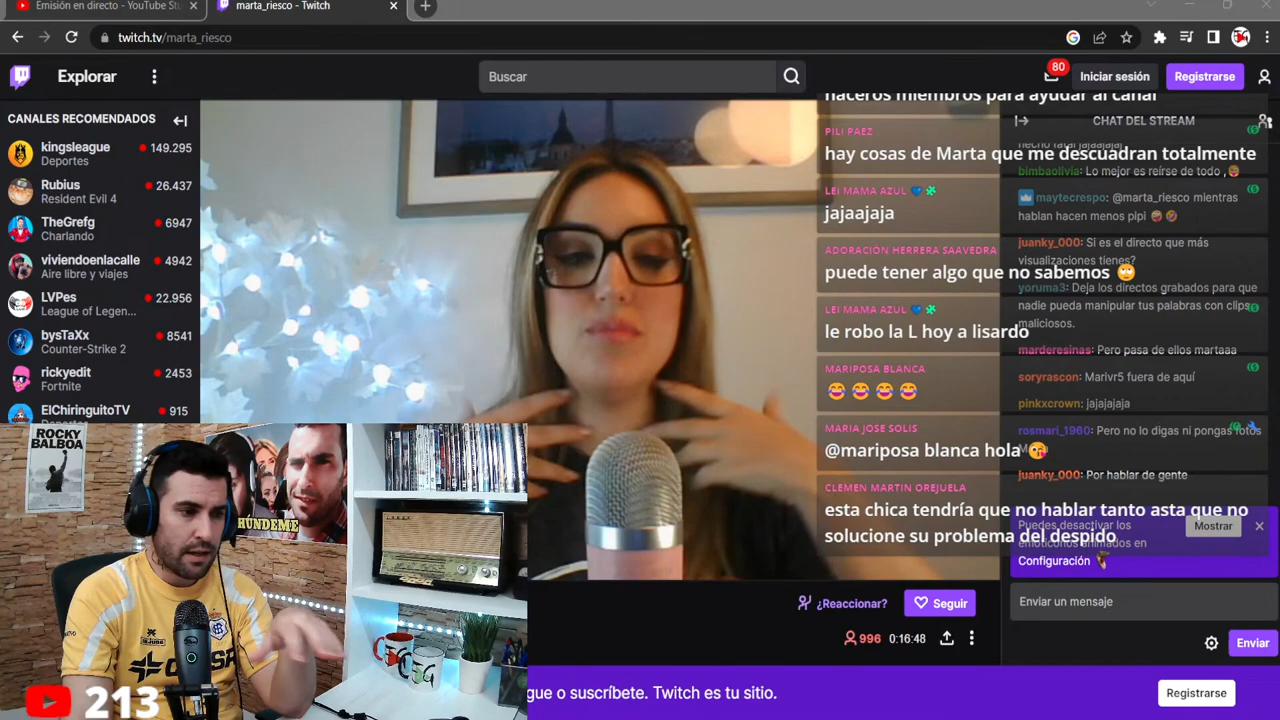 Emisión en directo - YouTube Stu
marta_riesco - Twitch
twitch.tv/marta_riesco
Explorar
Buscar
80
Iniciar sesión
Registrarse
CANALES RECOMENDADOS
kingsleague
149.295
Deportes
Rubius
26.437
Resident Evil 4
TheGrefg
6947
Charlando
viviendoenlacalle
4942
Aire libre y viajes
LVPes
22.956
League of Legen...
bysTaXx
8541
Counter-Strike 2
rickyedit
2453
Fortnite
ElChiringuitoTV
915
haceros miembros para ayudar al canal
PILI PAEZ
hay cosas de Marta que me descuadran totalmente
LEI MAMA AZUL 💙
jajaajaja
ADORACIÓN HERRERA SAAVEDRA
puede tener algo que no sabemos 🙄
LEI MAMA AZUL 💙
le robo la L hoy a lisardo
MARIPOSA BLANCA
😂 😂 😂 😂
MARIA JOSE SOLIS
@mariposa blanca hola 😘
CLEMEN MARTIN OREJUELA
esta chica tendría que no hablar tanto asta que no
solucione su problema del despido
CHAT DEL STREAM
bimbaolivia: Lo mejor es reírse de todo ,
maytecrespo: @marta_riesco mientras
hablan hacen menos pipi
juanky_000: Si es el directo que más
visualizaciones tienes?
yoruma3: Deja los directos grabados para que
nadie pueda manipular tus palabras con clips
maliciosos.
marderesinas: Pero pasa de ellos martaaa
soryrascon: Marivr5 fuera de aquí
pinkxcrown: jajajajaja
rosmari_1960: Pero no lo digas ni pongas fotos
juanky_000: Por hablar de gente
Puedes desactivar los
emoticonos animados en
Configuración
Mostrar
Enviar un mensaje
Enviar
¿Reaccionar?
Seguir
996
0:16:48
gue o suscríbete. Twitch es tu sitio.
Registrarse
ROCKY
BALBOA
HÚNDEME
213